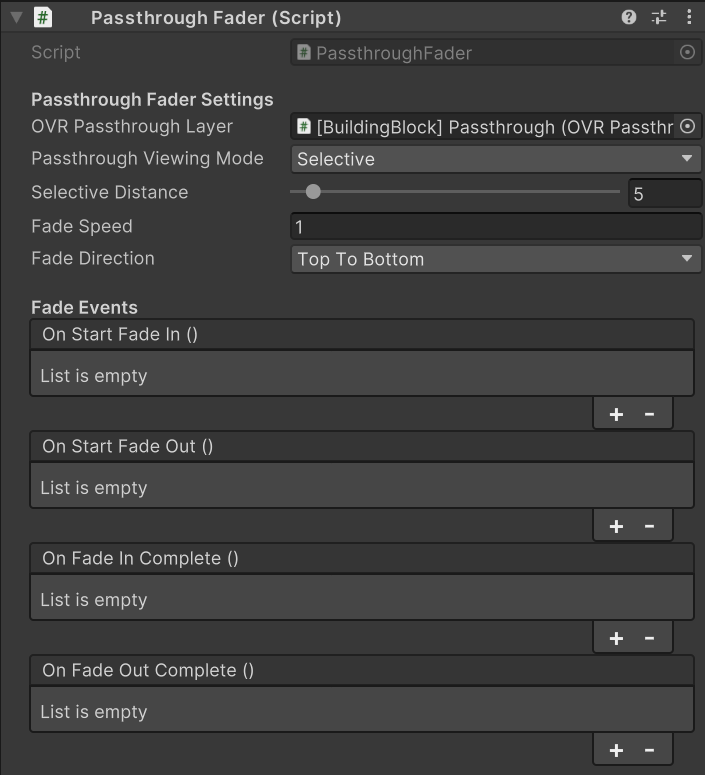 Passthrough Fader (Script)
Script
PassthroughFader
Passthrough Fader Settings
OVR Passthrough Layer
[BuildingBlock] Passthrough (OVR Passthr
Passthrough Viewing Mode
Selective
Selective Distance
5
Fade Speed
1
Fade Direction
Top To Bottom
Fade Events
On Start Fade In ()
List is empty
+ -
On Start Fade Out ()
List is empty
+ -
On Fade In Complete ()
List is empty
+ -
On Fade Out Complete ()
List is empty
+ -